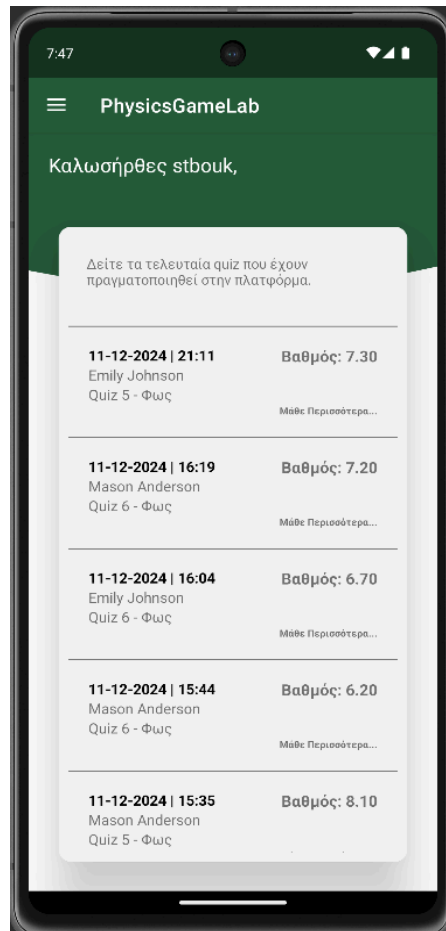 7:47
PhysicsGameLab
Καλωσήρθες stbouk,
Δείτε τα τελευταία quiz που έχουν
πραγματοποιηθεί στην πλατφόρμα.
11-12-2024 | 21:11 Βαθμός: 7.30
Emily Johnson
Quiz 5 - Φως
Μάθε Περισσότερα...
11-12-2024 | 16:19 Βαθμός: 7.20
Mason Anderson
Quiz 6 - Φως
Μάθε Περισσότερα...
11-12-2024 | 16:04 Βαθμός: 6.70
Emily Johnson
Quiz 6 - Φως
Μάθε Περισσότερα...
11-12-2024 | 15:44 Βαθμός: 6.20
Mason Anderson
Quiz 6 - Φως
Μάθε Περισσότερα...
11-12-2024 | 15:35 Βαθμός: 8.10
Mason Anderson
Quiz 5 - Φως